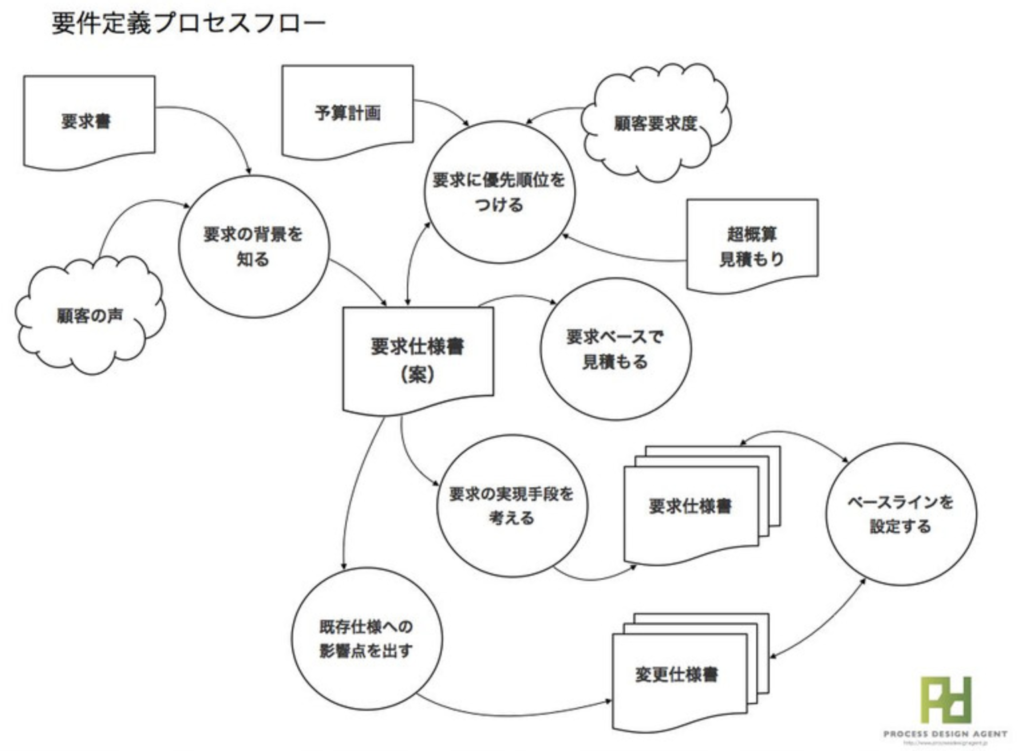 要件定義プロセスフロー
要求書
予算計画
顧客要求度
要求に優先順位を
つける
要求の背景を
知る
超概算
見積もり
顧客の声
要求仕様書
（案）
要求ベースで
見積もる
要求の実現手段を
考える
要求仕様書
ベースラインを
設定する
既存仕様への
影響点を出す
変更仕様書
Pd
PROCESS DESIGN AGENT
http://www.processdesignagent.jp